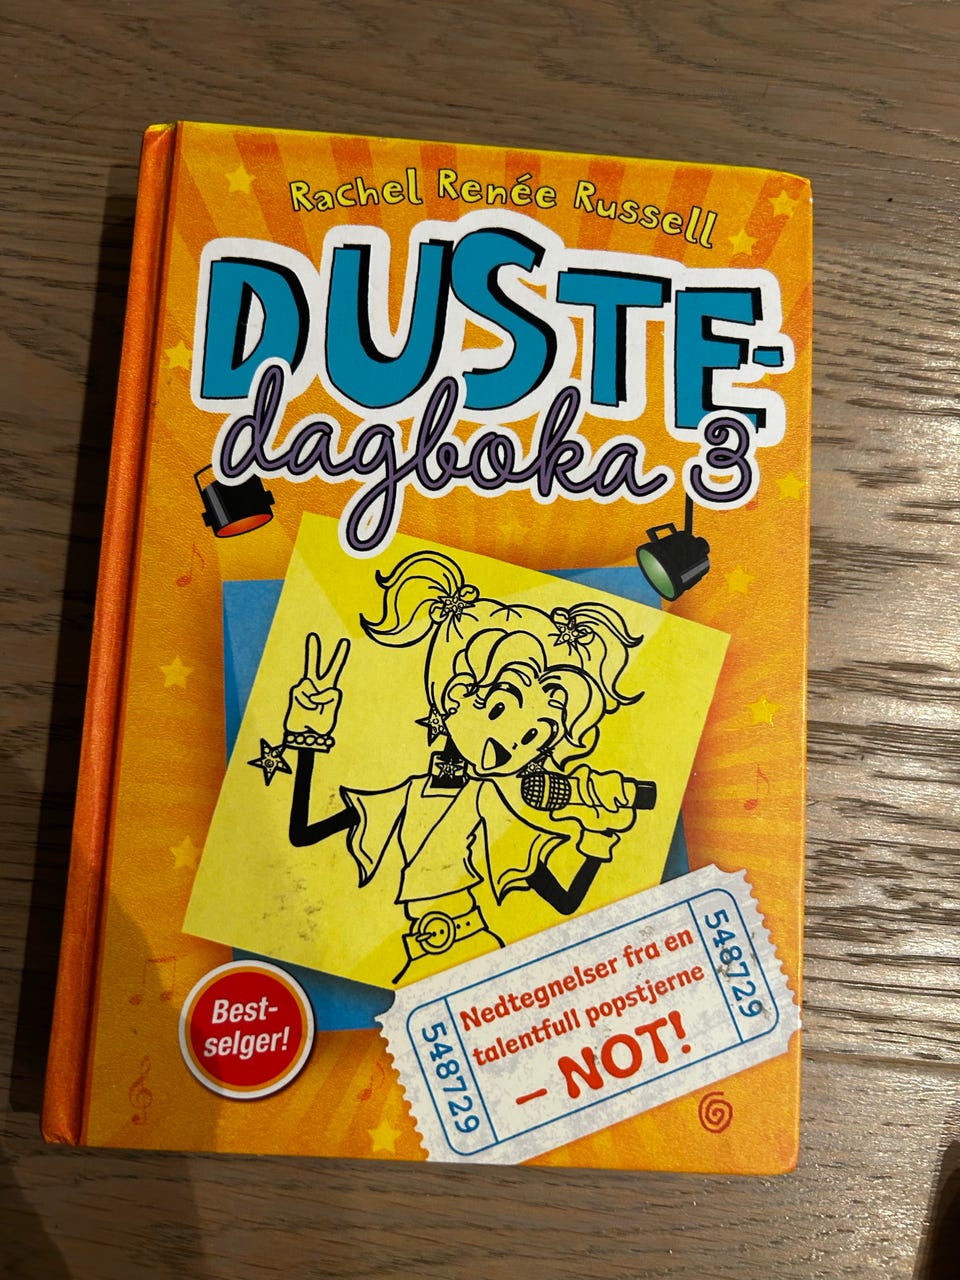 Rachel Renée Russell
DUSTE-
dagboka 3
Best-
selger!
548729
Nedtegnelser fra en
talentfull popstjerne
– NOT!
548729